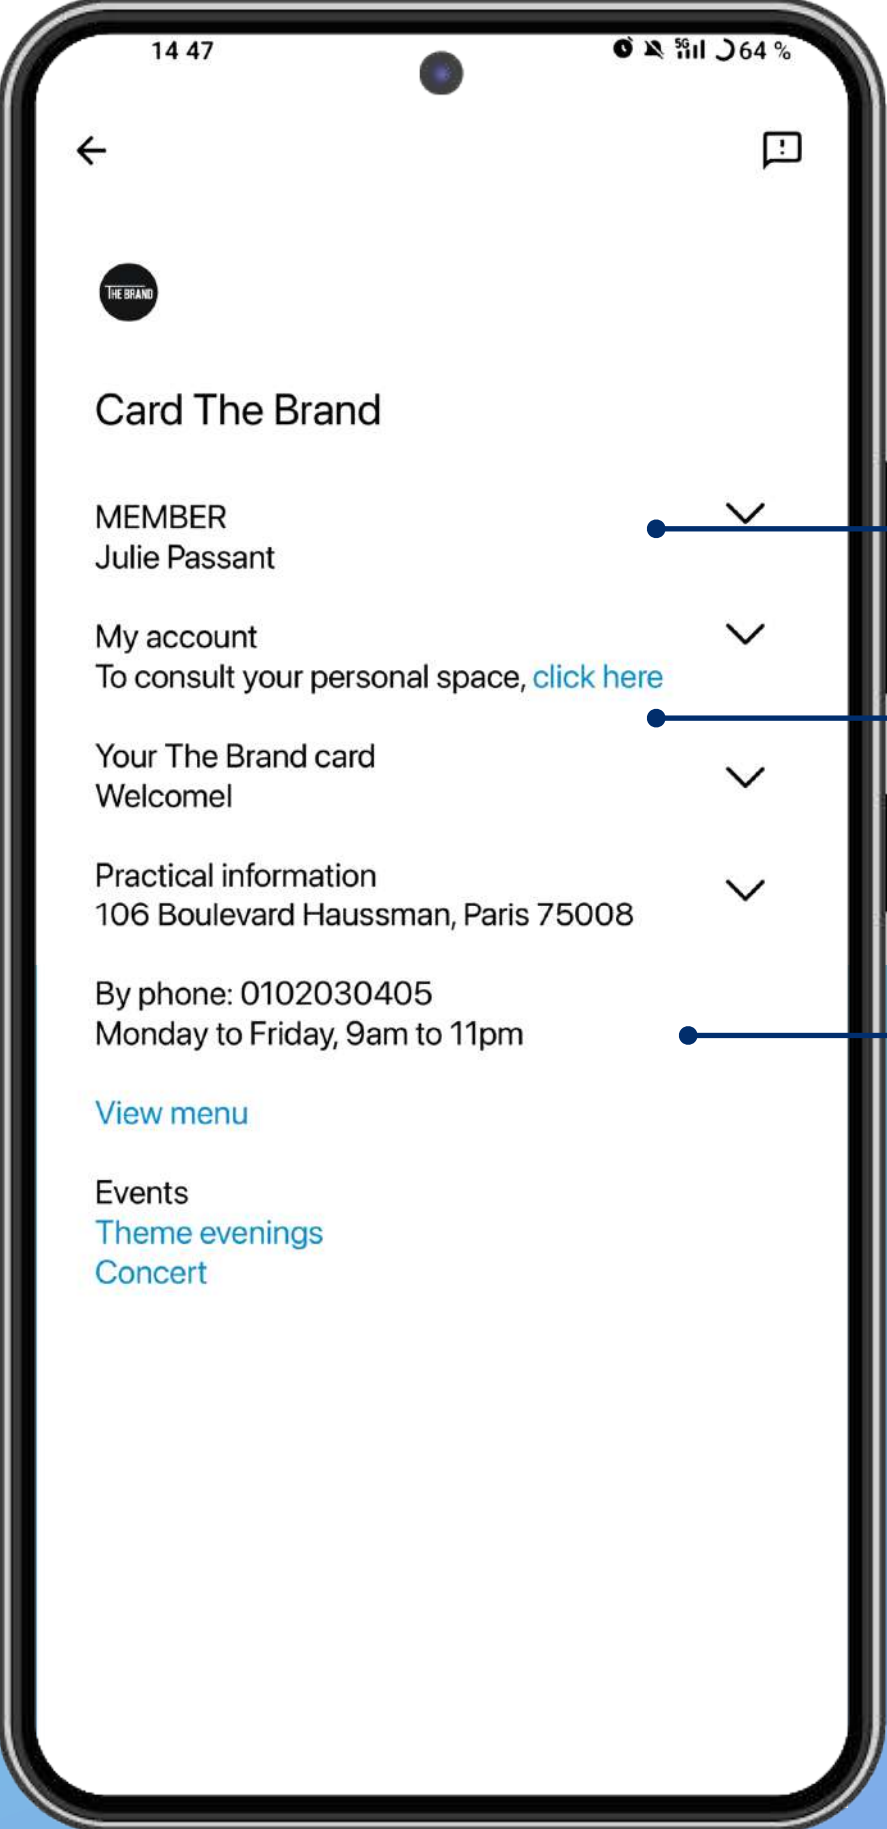 14 47
5G 64 %
THE BRAND
Card The Brand
MEMBER
Julie Passant
My account
To consult your personal space, click here
Your The Brand card
Welcomel
Practical information
106 Boulevard Haussman, Paris 75008
By phone: 0102030405
Monday to Friday, 9am to 11pm
View menu
Events
Theme evenings
Concert